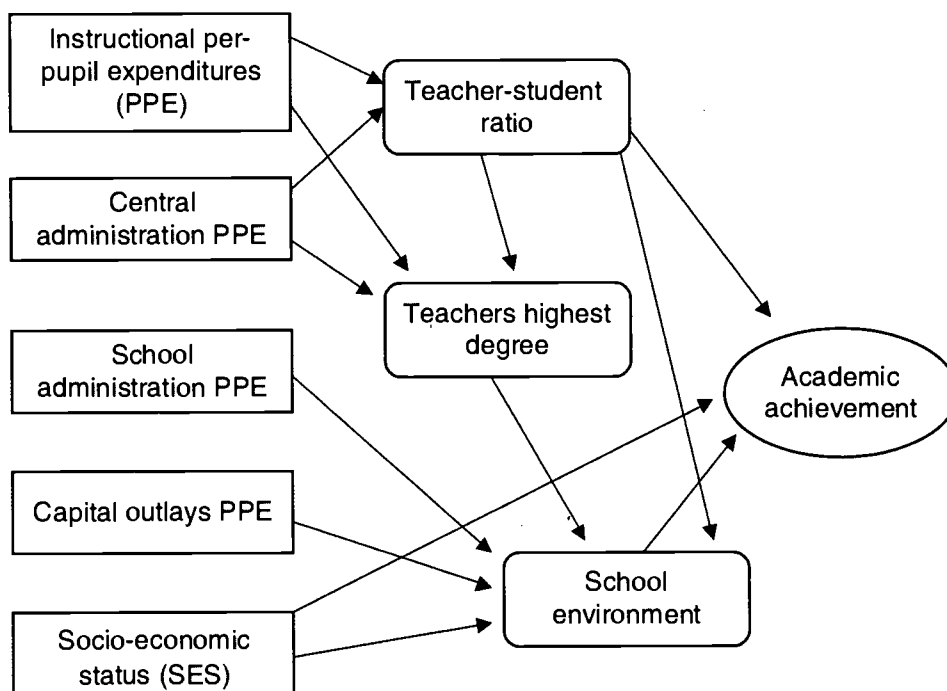 Instructional per-
pupil expenditures
(PPE)
Teacher-student
ratio
Central
administration PPE
Teachers highest
degree
School
administration PPE
Academic
achievement
Capital outlays PPE
School
environment
Socio-economic
status (SES)